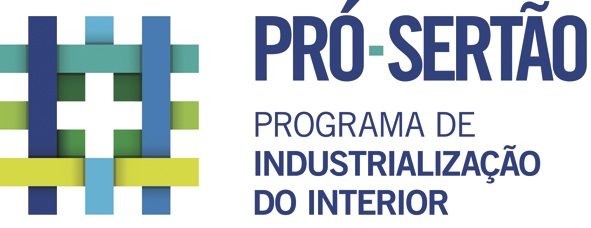 PRÓ-SERTÃO
PROGRAMA DE
INDUSTRIALIZAÇÃO
DO INTERIOR